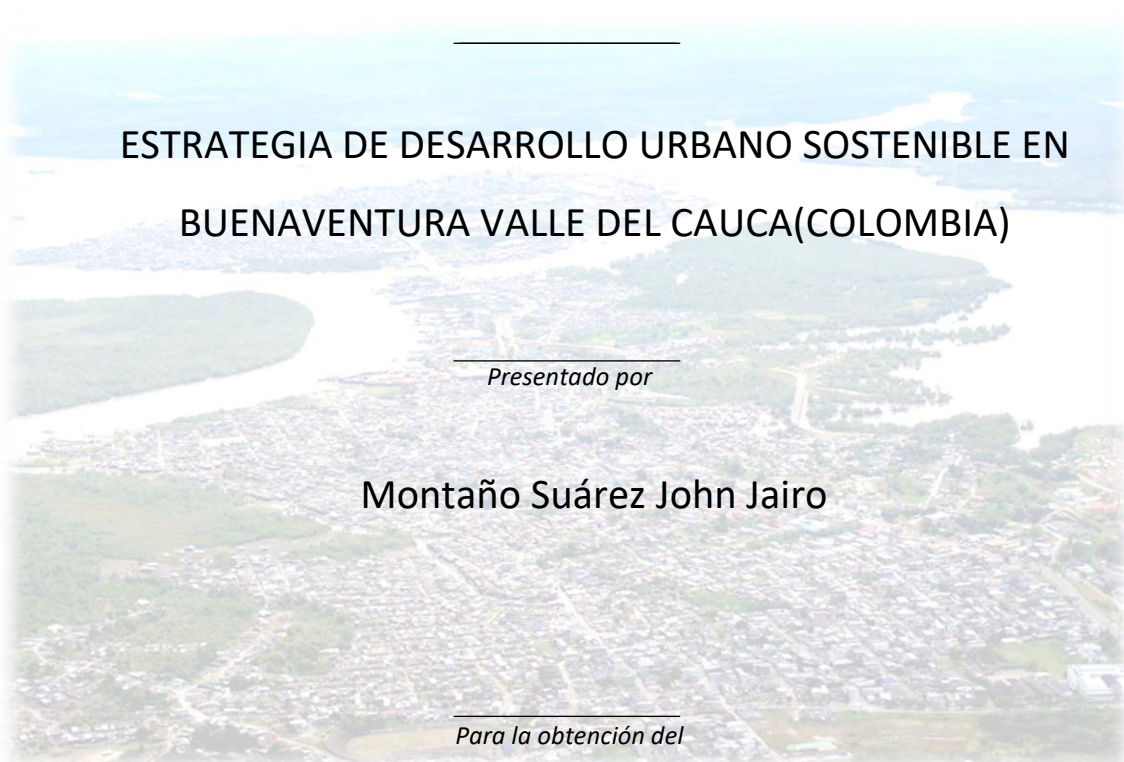 ESTRATEGIA DE DESARROLLO URBANO SOSTENIBLE EN
BUENAVENTURA VALLE DEL CAUCA(COLOMBIA)
Presentado por
Montaño Suárez John Jairo
Para la obtención del